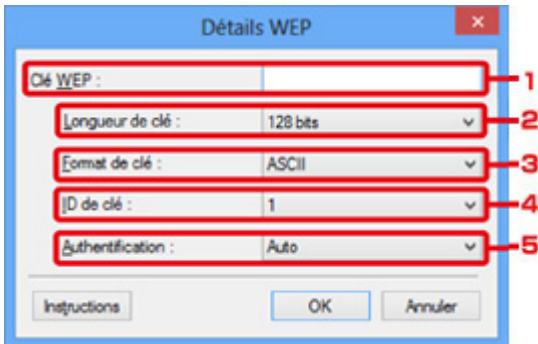 Détails WEP
Clé WEP : 1
Longueur de clé : 128 bits 2
Format de clé : ASCII 3
ID de clé : 1 4
Authentification : Auto 5
Instructions OK Annuler